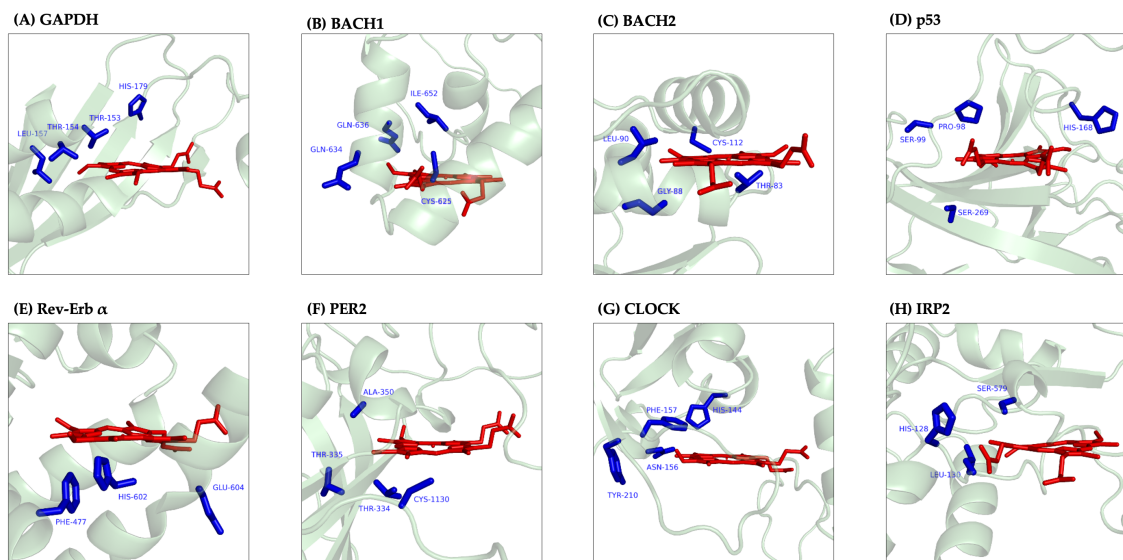 (A) GAPDH
(B) BACH1
(C) BACH2
(D) p53
HIS-179
THR-153
THR-154
LEU-157
ILE-652
GLN-636
GLN-634
CYS-625
LEU-90
CYS-112
GLY-88
THR-83
PRO-98
SER-99
HIS-168
SER-269
(E) Rev-Erb α
(F) PER2
(G) CLOCK
(H) IRP2
HIS-602
GLU-604
PHE-477
ALA-350
THR-335
THR-334
CYS-1130
PHE-157
HIS-144
ASN-156
TYR-210
SER-579
HIS-128
LEU-130